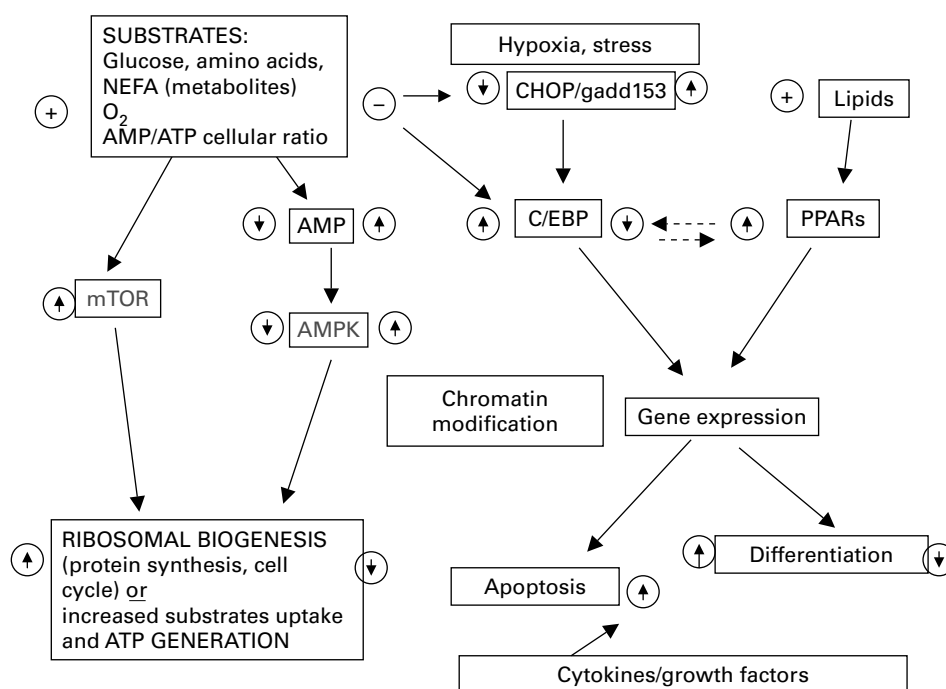 SUBSTRATES:
Glucose, amino acids,
NEFA (metabolites)
O2
AMP/ATP cellular ratio
+
−
Hypoxia, stress
CHOP/gadd153
+
Lipids
AMP
C/EBP
PPARs
mTOR
AMPK
Chromatin
modification
Gene expression
RIBOSOMAL BIOGENESIS
(protein synthesis, cell
cycle) or
increased substrates uptake
and ATP GENERATION
Apoptosis
Differentiation
Cytokines/growth factors